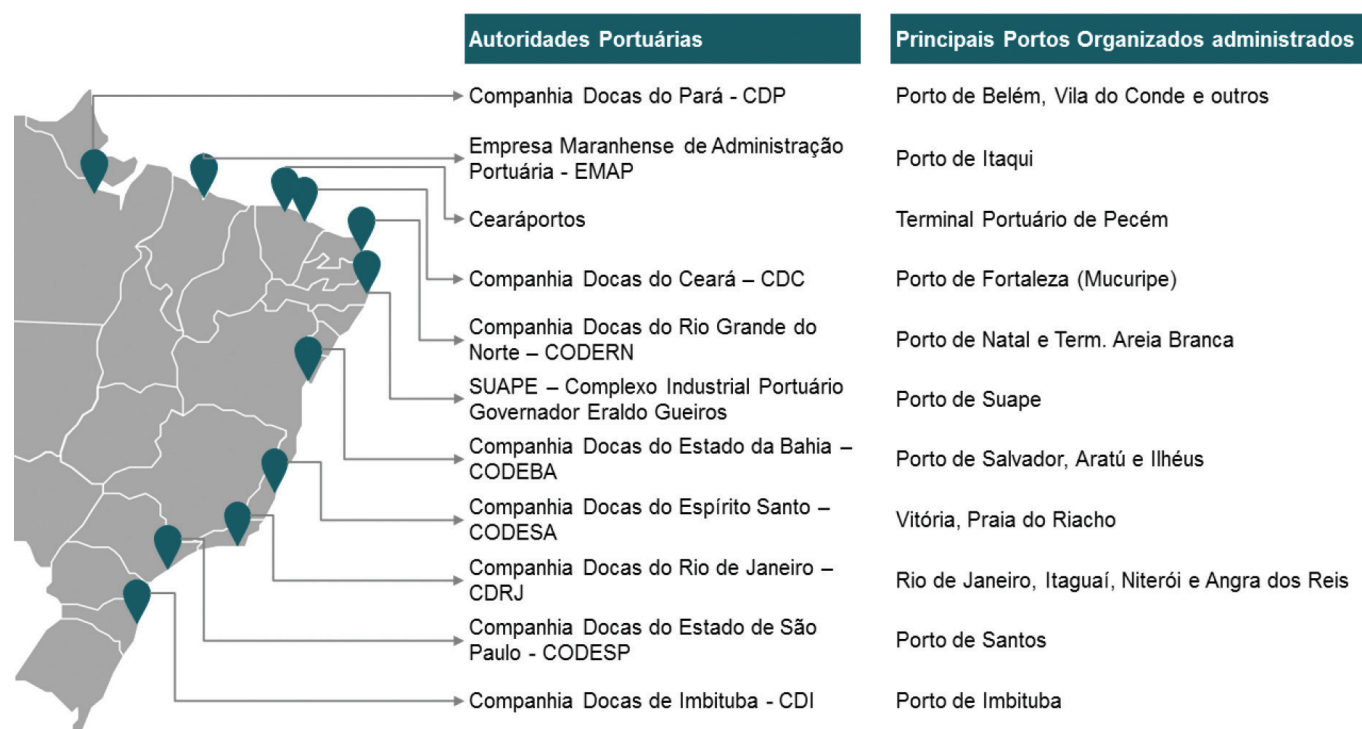 Autoridades Portuárias
Principais Portos Organizados administrados
Companhia Docas do Pará - CDP
Porto de Belém, Vila do Conde e outros
Empresa Maranhense de Administração
Portuária - EMAP
Porto de Itaqui
Cearáportos
Terminal Portuário de Pecém
Companhia Docas do Ceará – CDC
Porto de Fortaleza (Mucuripe)
Companhia Docas do Rio Grande do
Norte – CODERN
Porto de Natal e Term. Areia Branca
SUAPE – Complexo Industrial Portuário
Governador Eraldo Gueiros
Porto de Suape
Companhia Docas do Estado da Bahia –
CODEBA
Porto de Salvador, Aratú e Ilhéus
Companhia Docas do Espírito Santo –
CODESA
Vitória, Praia do Riacho
Companhia Docas do Rio de Janeiro –
CDRJ
Rio de Janeiro, Itaguaí, Niterói e Angra dos Reis
Companhia Docas do Estado de São
Paulo - CODESP
Porto de Santos
Companhia Docas de Imbituba - CDI
Porto de Imbituba